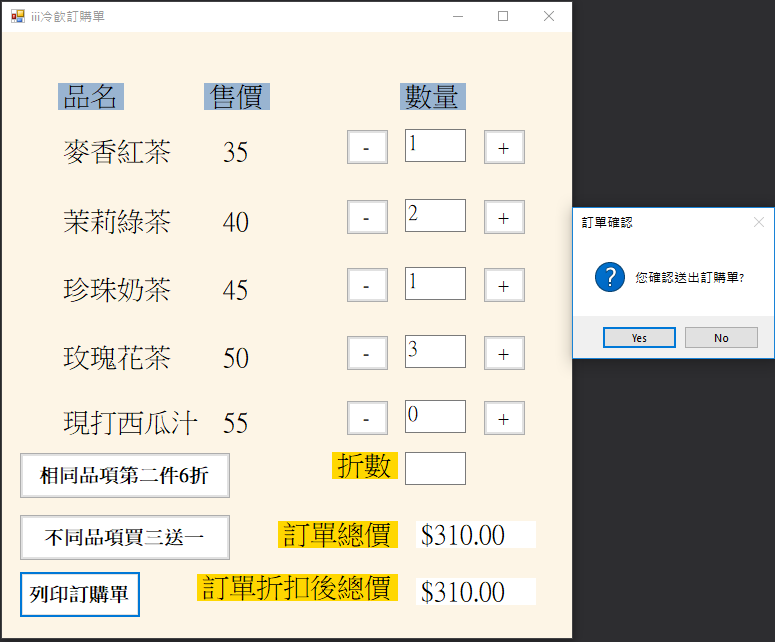 iii冷飲訂購單
品名 售價 數量
麥香紅茶 35 - 1 +
茉莉綠茶 40 - 2 +
珍珠奶茶 45 - 1 +
玫瑰花茶 50 - 3 +
現打西瓜汁 55 - 0 +
相同品項第二件6折 折數
不同品項買三送一 訂單總價 $310.00
列印訂購單 訂單折扣後總價 $310.00
訂單確認
? 您確認送出訂購單?
Yes No